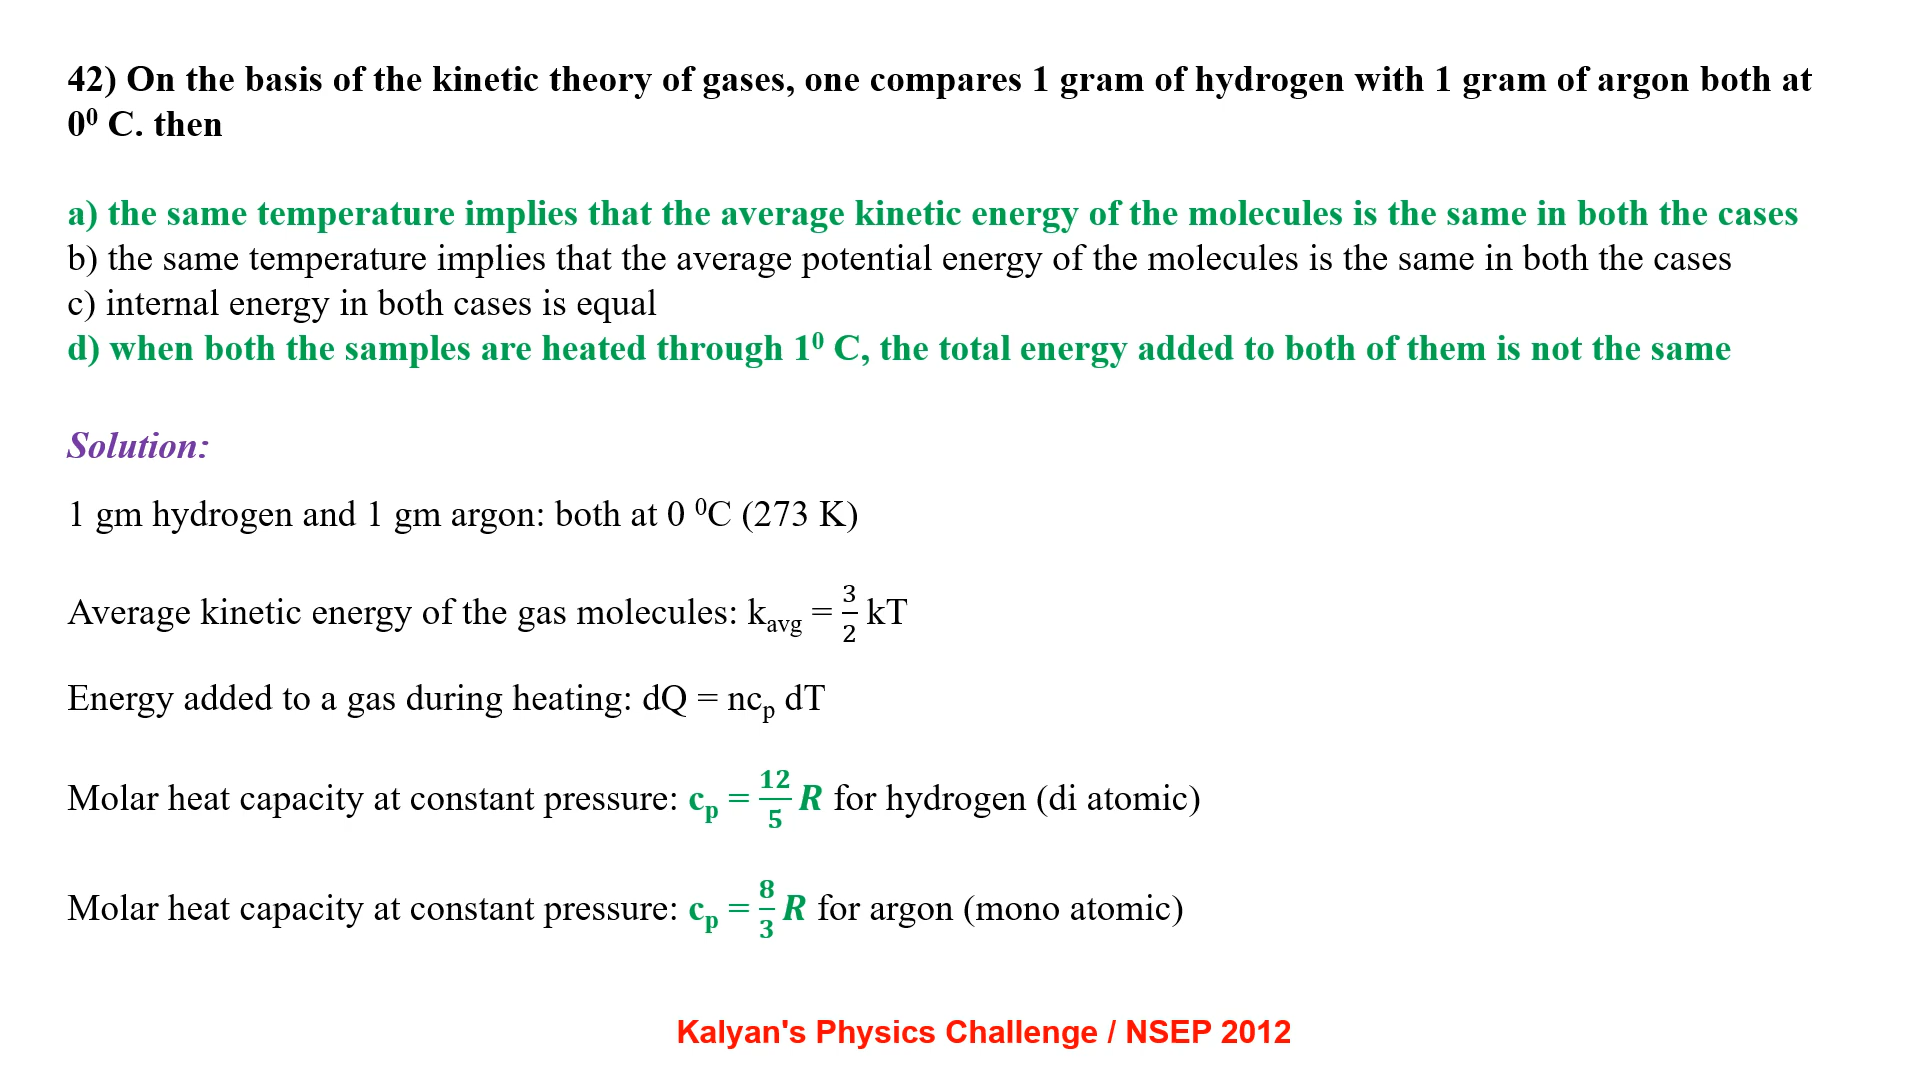 42) On the basis of the kinetic theory of gases, one compares 1 gram of hydrogen with 1 gram of argon both at
0⁰ C. then
a) the same temperature implies that the average kinetic energy of the molecules is the same in both the cases
b) the same temperature implies that the average potential energy of the molecules is the same in both the cases
c) internal energy in both cases is equal
d) when both the samples are heated through 1⁰ C, the total energy added to both of them is not the same
Solution:
1 gm hydrogen and 1 gm argon: both at 0 ⁰C (273 K)
Average kinetic energy of the gas molecules: k_avg = 3/2 kT
Energy added to a gas during heating: dQ = nc_p dT
Molar heat capacity at constant pressure: c_p = 12/5 R for hydrogen (di atomic)
Molar heat capacity at constant pressure: c_p = 8/3 R for argon (mono atomic)
Kalyan's Physics Challenge / NSEP 2012